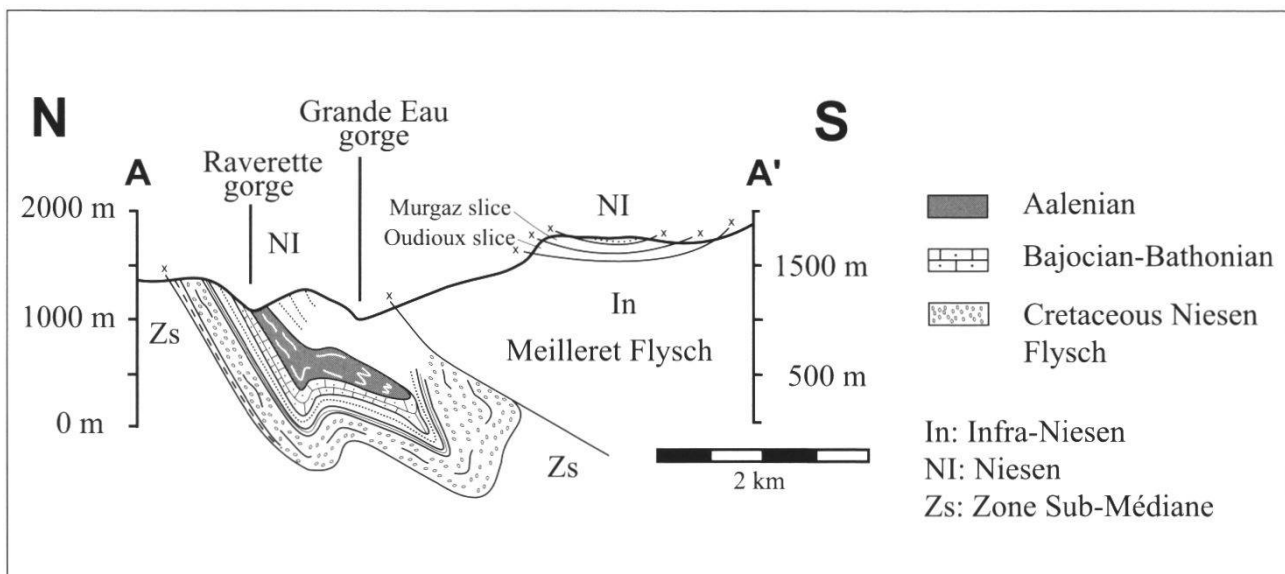 N
S
Grande Eau
gorge
Raverette
gorge
A
A'
2000 m
1000 m
0 m
NI
Murgaz slice
Oudioux slice
NI
1500 m
500 m
Zs
In
Meilleret Flysch
Zs
2 km
Aalenian
Bajocian-Bathonian
Cretaceous Niesen
Flysch
In: Infra-Niesen
NI: Niesen
Zs: Zone Sub-Médiane
x
x
x
x
x
x
x
x